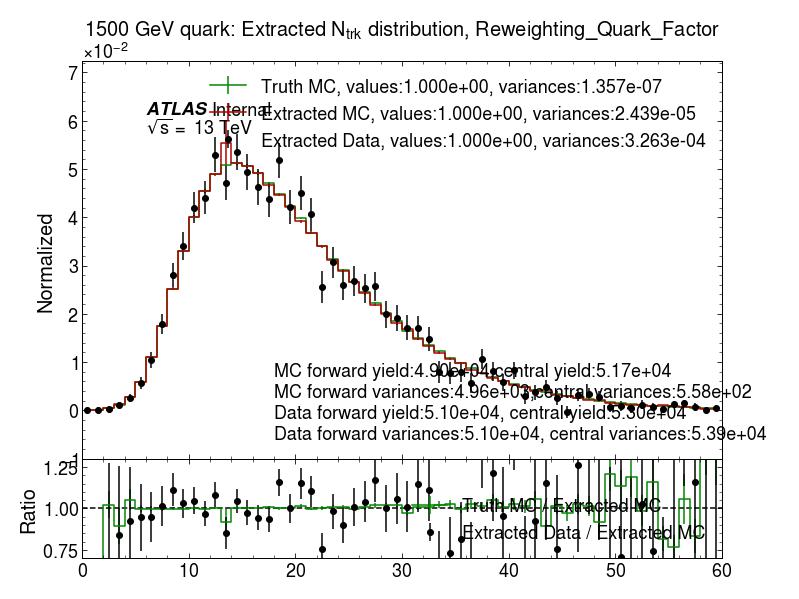 1500 GeV quark: Extracted N_trk distribution, Reweighting_Quark_Factor
×10⁻²
Truth MC, values:1.000e+00, variances:1.357e-07
ATLAS Internal
Extracted MC, values:1.000e+00, variances:2.439e-05
√s = 13 TeV
Extracted Data, values:1.000e+00, variances:3.263e-04
7
6
5
4
3
2
1
0
Normalized
MC forward yield:4.90e+04, central yield:5.17e+04
MC forward variances:4.96e+03, central variances:5.58e+02
Data forward yield:5.10e+04, central yield:5.30e+04
Data forward variances:5.10e+04, central variances:5.39e+04
1.25
1.00
0.75
Ratio
Truth MC / Extracted MC
Extracted Data / Extracted MC
0 10 20 30 40 50 60